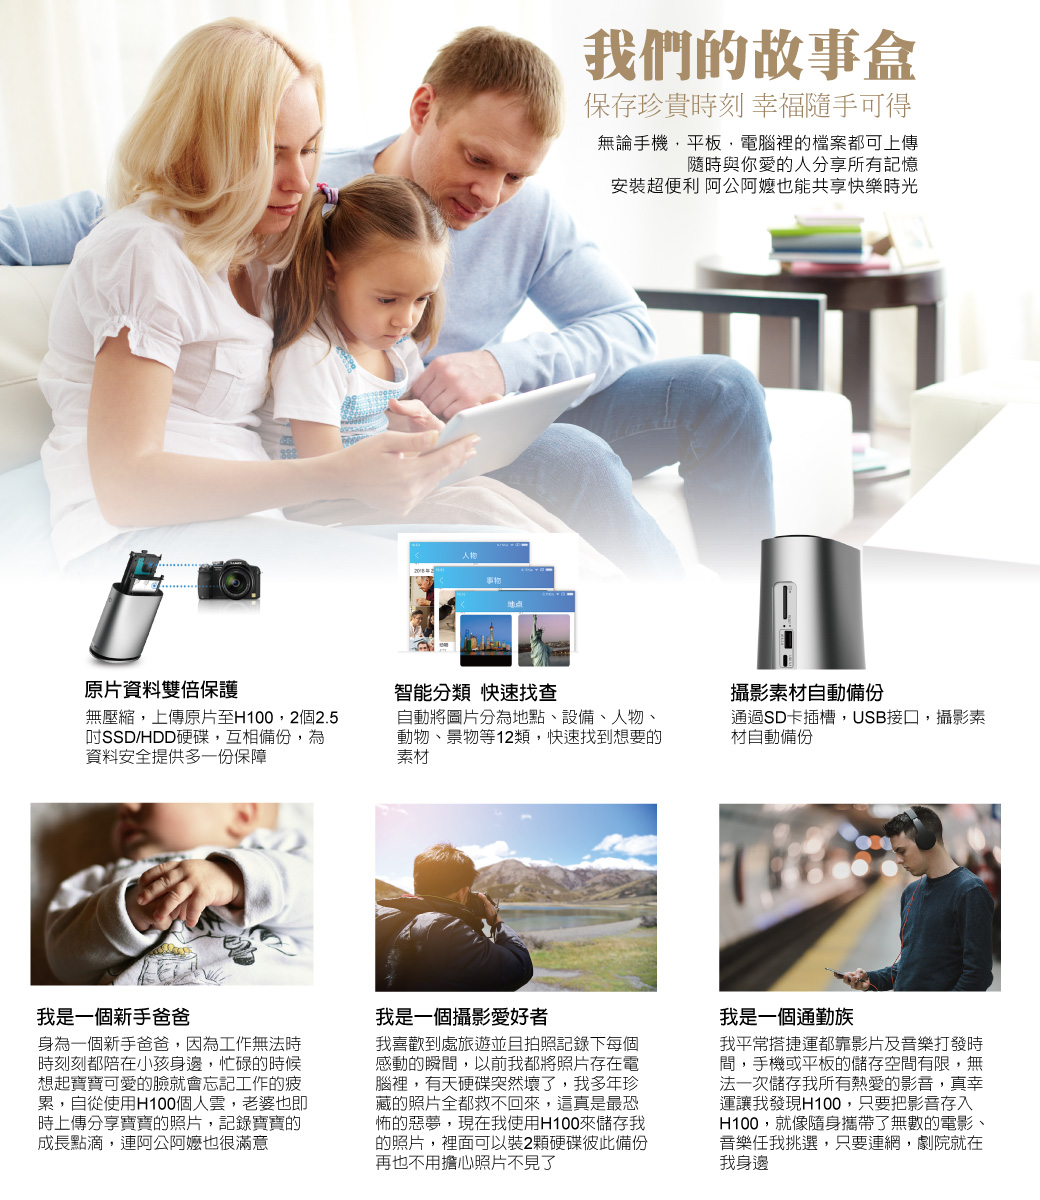 我們的故事盒
保存珍貴時刻 幸福隨手可得
無論手機，平板，電腦裡的檔案都可上傳
隨時與你愛的人分享所有記憶
安裝超便利 阿公阿嬤也能共享快樂時光
人物
2016年2
事物
地点
原片資料雙倍保護
無壓縮，上傳原片至H100，2個2.5
吋SSD/HDD硬碟，互相備份，為
資料安全提供多一份保障
智能分類 快速找查
自動將圖片分為地點、設備、人物、
動物、景物等12類，快速找到想要的
素材
攝影素材自動備份
通過SD卡插槽，USB接口，攝影素
材自動備份
我是一個新手爸爸
身為一個新手爸爸，因為工作無法時
時刻刻都陪在小孩身邊，忙碌的時候
想起寶寶可愛的臉就會忘記工作的疲
累，自從使用H100個人雲，老婆也即
時上傳分享寶寶的照片，記錄寶寶的
成長點滴，連阿公阿嬤也很滿意
我是一個攝影愛好者
我喜歡到處旅遊並且拍照記錄下每個
感動的瞬間，以前我都將照片存在電
腦裡，有天硬碟突然壞了，我多年珍
藏的照片全都救不回來，這真是最恐
怖的惡夢，現在我使用H100來儲存我
的照片，裡面可以裝2顆硬碟彼此備份
再也不用擔心照片不見了
我是一個通勤族
我平常搭捷運都靠影片及音樂打發時
間，手機或平板的儲存空間有限，無
法一次儲存我所有熱愛的影音，真幸
運讓我發現H100，只要把影音存入
H100，就像隨身攜帶了無數的電影、
音樂任我挑選，只要連網，劇院就在
我身邊